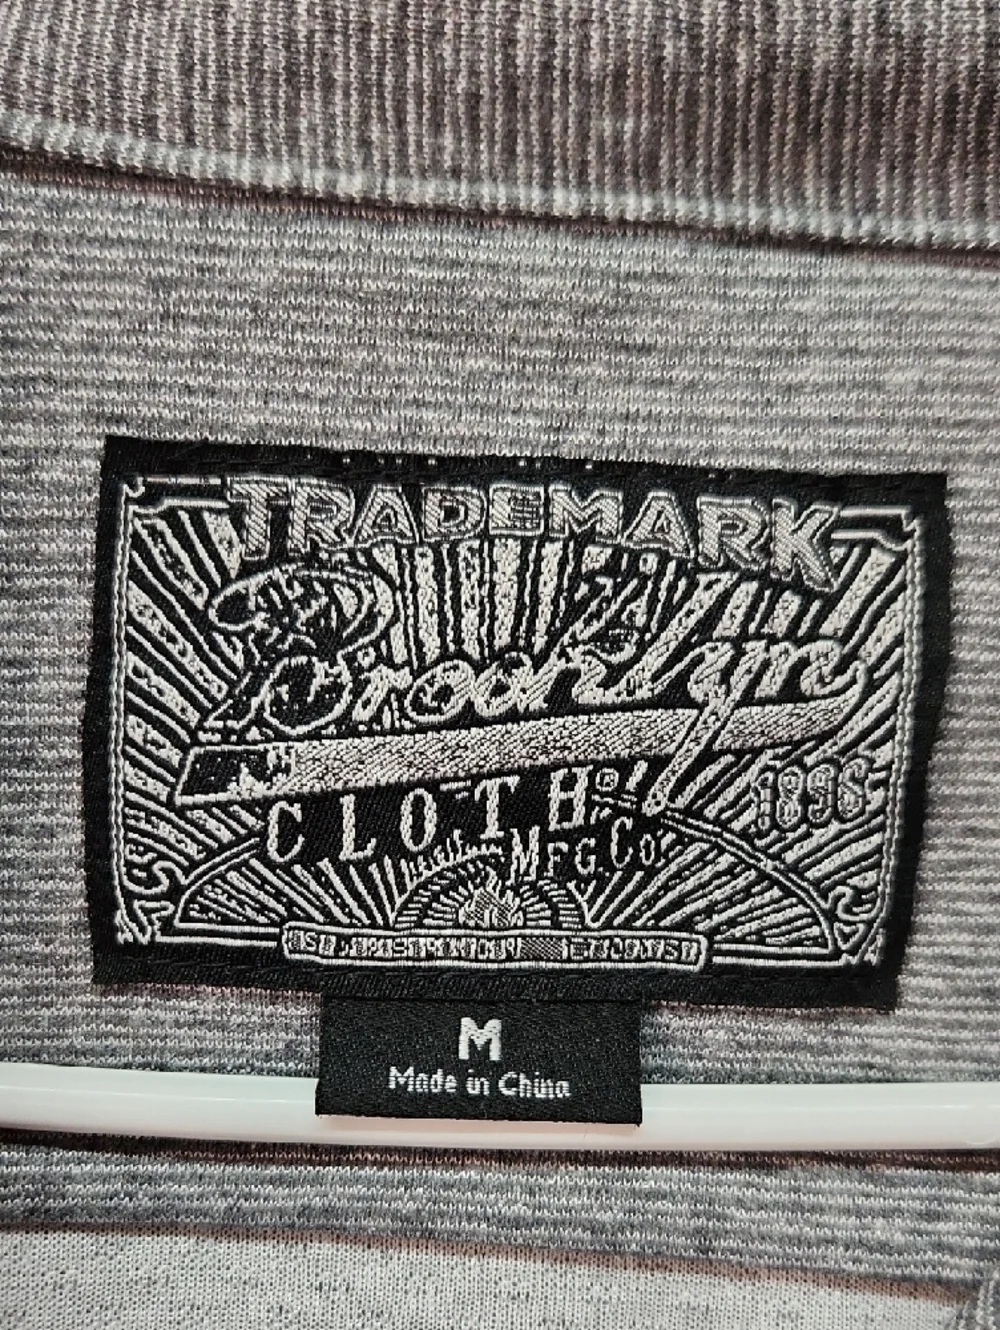 TRADEMARK
Brooklyn
CLOTH®
MFG. Co.
1896
M
Made in China